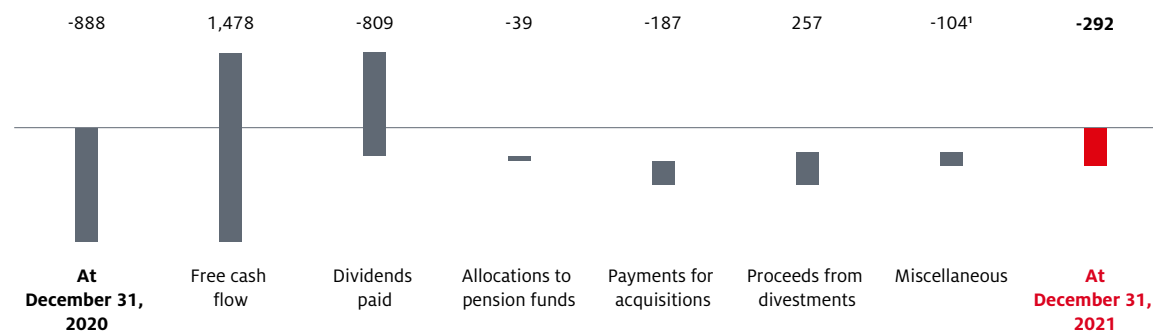 -888 1,478 -809 -39 -187 257 -104¹ -292
At December 31, 2020
Free cash flow
Dividends paid
Allocations to pension funds
Payments for acquisitions
Proceeds from divestments
Miscellaneous
At December 31, 2021